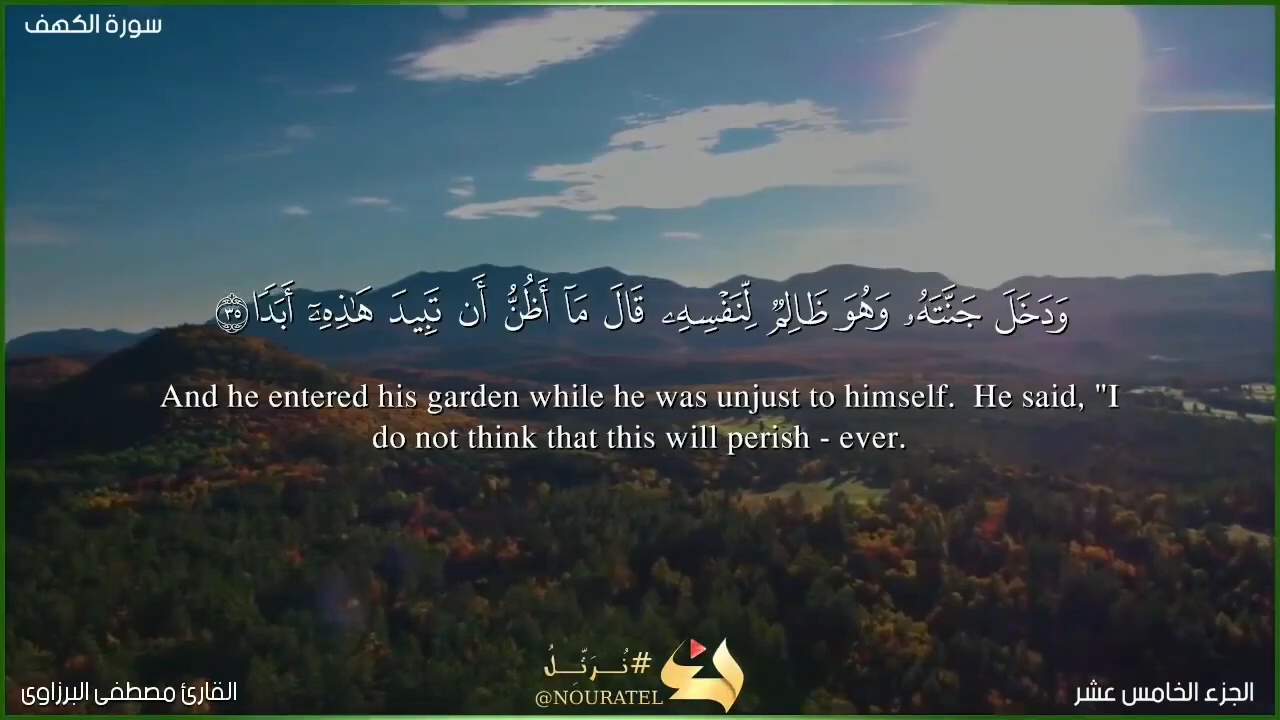 سورة الكهف
وَدَخَلَ جَنَّتَهُۥ وَهُوَ ظَالِمٌ لِّنَفْسِهِۦ قَالَ مَآ أَظُنُّ أَن تَبِيدَ هَٰذِهِۦٓ أَبَدًا ٣٥
And he entered his garden while he was unjust to himself. He said, "I
do not think that this will perish - ever.
#نُرَتِّلُ
@NOURATEL
القارئ مصطفى البرزاوى
الجزء الخامس عشر